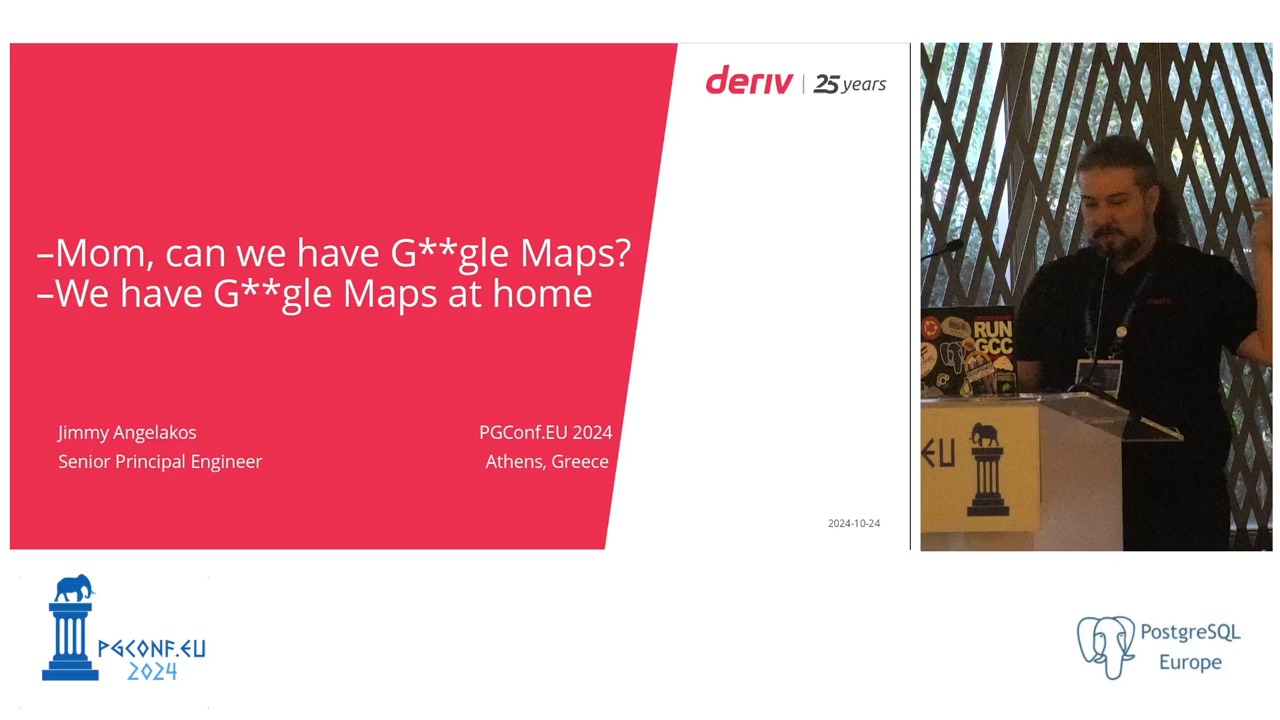 deriv | 25 years
–Mom, can we have G**gle Maps?
–We have G**gle Maps at home
Jimmy Angelakos
Senior Principal Engineer
PGConf.EU 2024
Athens, Greece
2024-10-24
RUN
GCC
EU
PGCONF.EU
2024
PostgreSQL
Europe